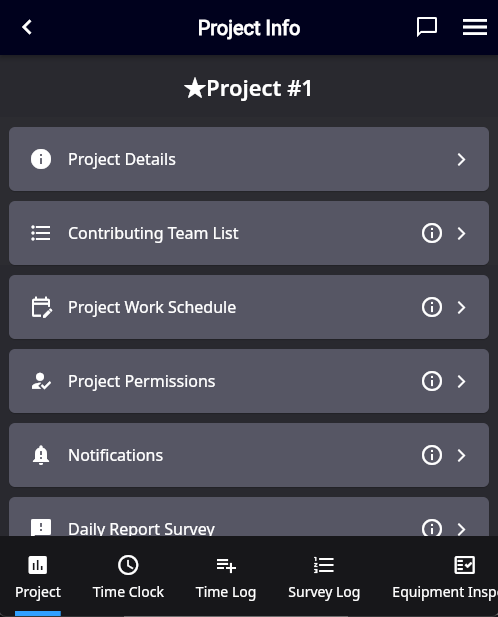 Project Info
★Project #1
Project Details
Contributing Team List
Project Work Schedule
Project Permissions
Notifications
Daily Report Survey
Project
Time Clock
Time Log
Survey Log
Equipment Insp